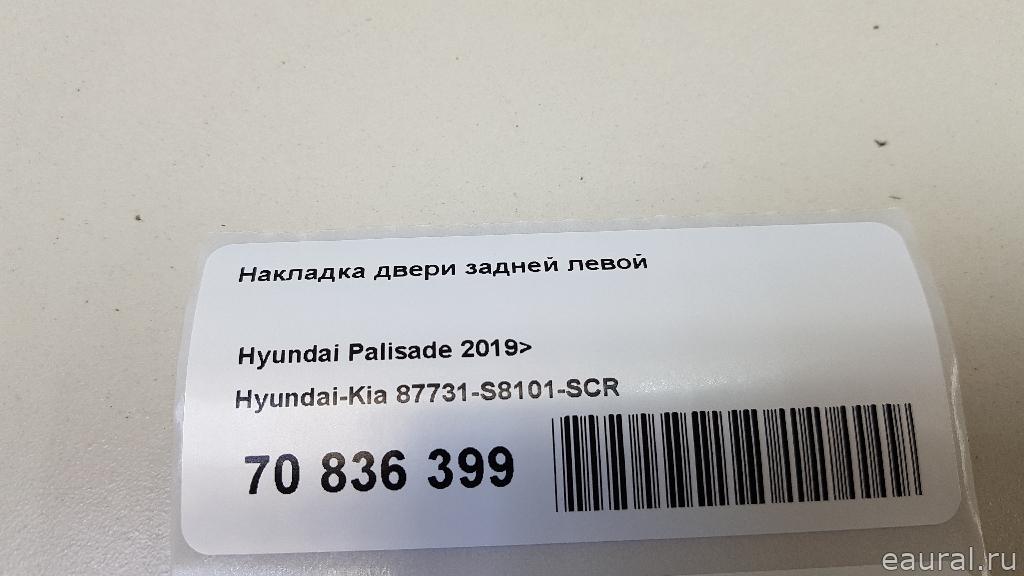 Накладка двери задней левой
Hyundai Palisade 2019>
Hyundai-Kia 87731-S8101-SCR
70 836 399
eaural.ru